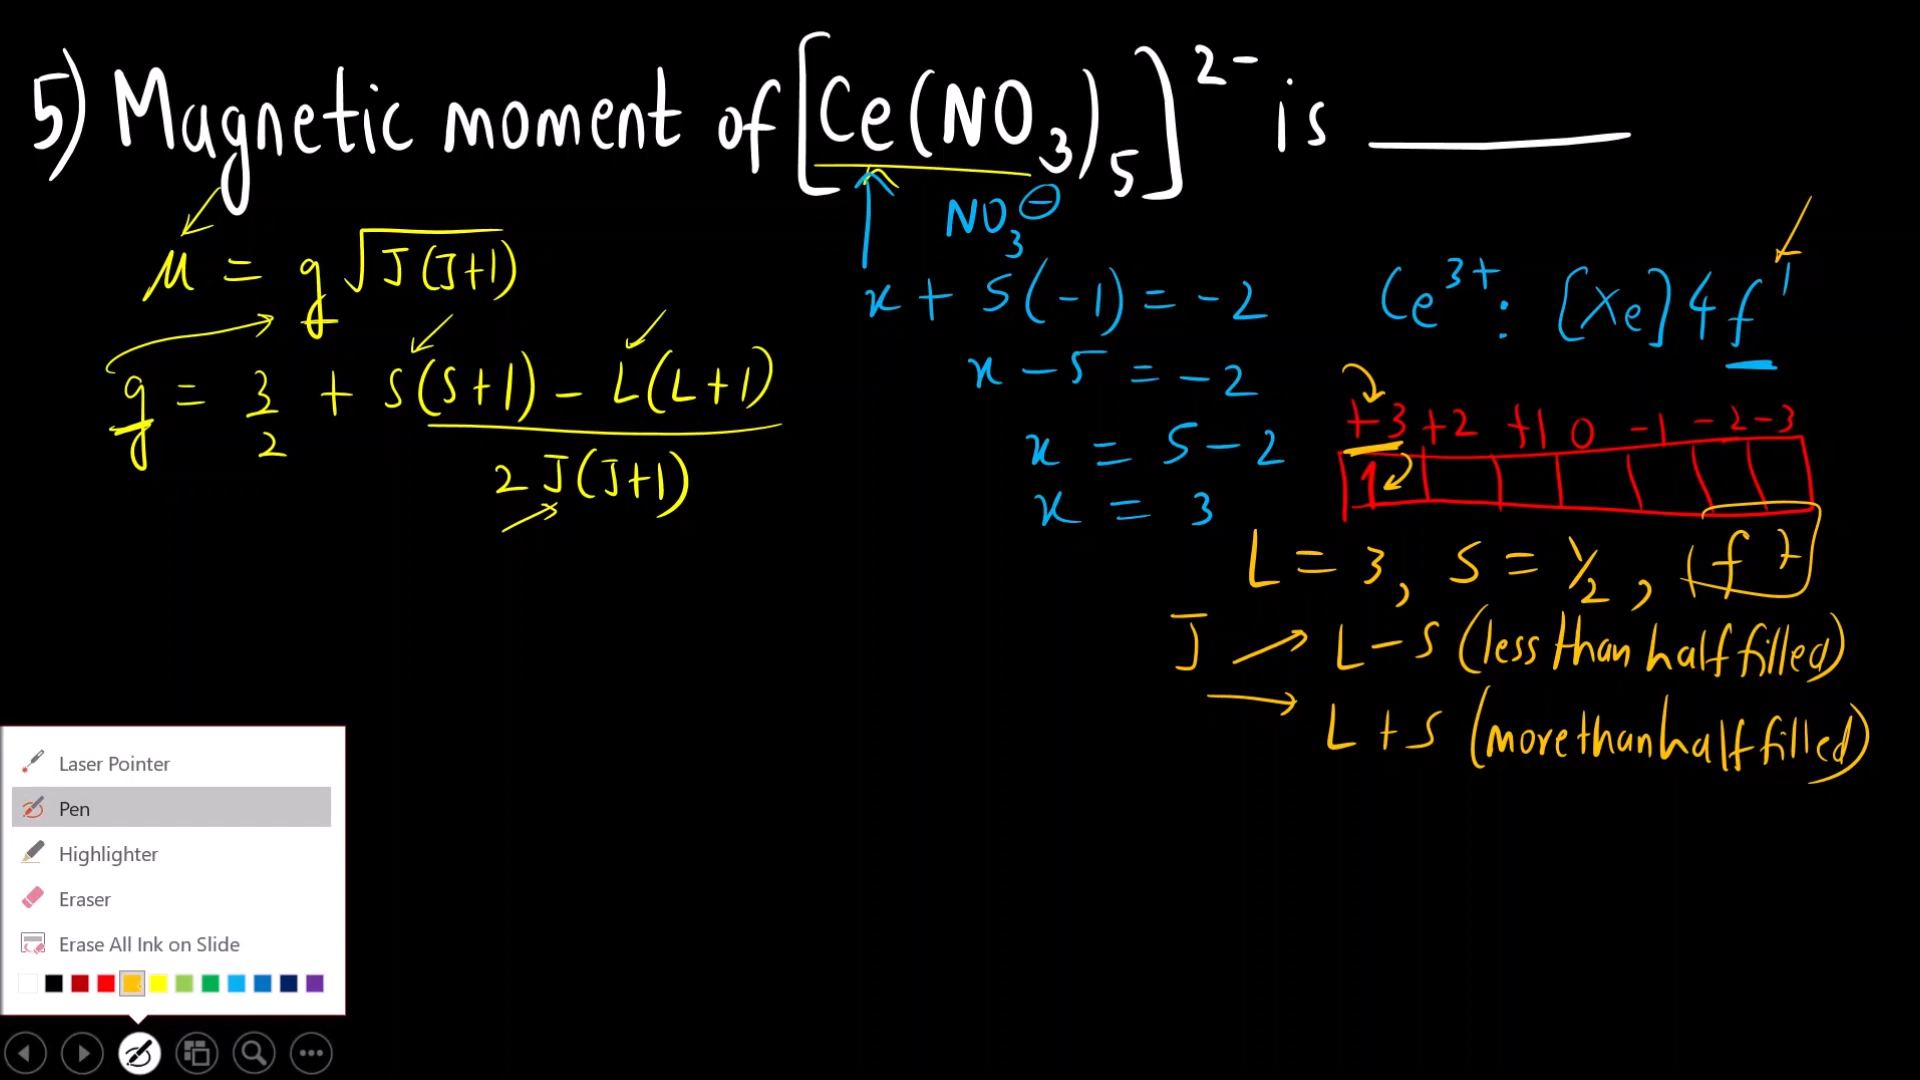 5) Magnetic moment of [Ce(NO₃)₅]²⁻ is ______
μ = g√J(J+1)
g = 3/2 + S(S+1) − L(L+1) / 2J(J+1)
NO₃⊖
x + 5(−1) = −2
x − 5 = −2
x = 5 − 2
x = 3
Ce³⁺ : [Xe] 4f¹
+3 +2 +1 0 −1 −2 −3
1
L = 3, S = 1/2, (f⁷)
J → L − S (less than half filled)
→ L + S (more than half filled)
Laser Pointer
Pen
Highlighter
Eraser
Erase All Ink on Slide